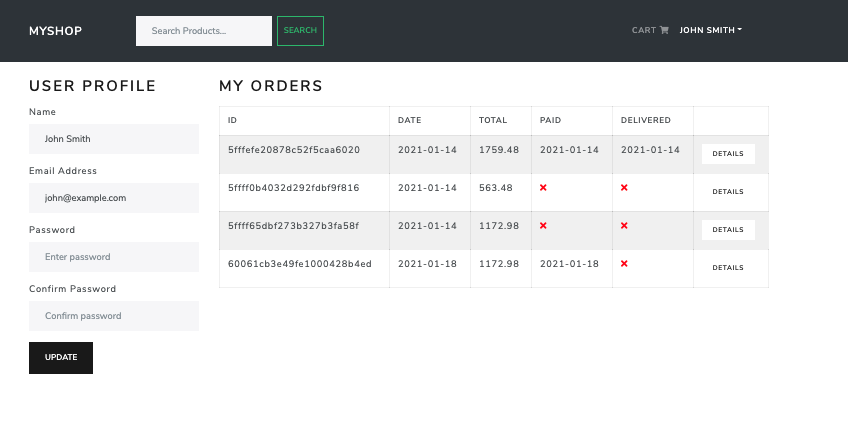 MYSHOP Search Products... SEARCH CART JOHN SMITH
USER PROFILE
Name
John Smith
Email Address
john@example.com
Password
Enter password
Confirm Password
Confirm password
UPDATE
MY ORDERS
ID DATE TOTAL PAID DELIVERED
5fffefe20878c52f5caa6020 2021-01-14 1759.48 2021-01-14 2021-01-14 DETAILS
5ffff0b4032d292fdbf9f816 2021-01-14 563.48 DETAILS
5ffff65dbf273b327b3fa58f 2021-01-14 1172.98 DETAILS
60061cb3e49fe1000428b4ed 2021-01-18 1172.98 2021-01-18 DETAILS